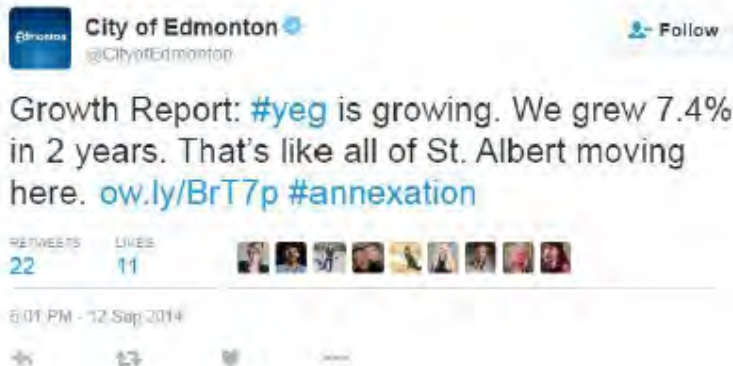 Edmonton
City of Edmonton
@CityofEdmonton
Follow
Growth Report: #yeg is growing. We grew 7.4%
in 2 years. That's like all of St. Albert moving
here. ow.ly/BrT7p #annexation
RETWEETS LIKES
22 11
6:01 PM - 12 Sep 2014